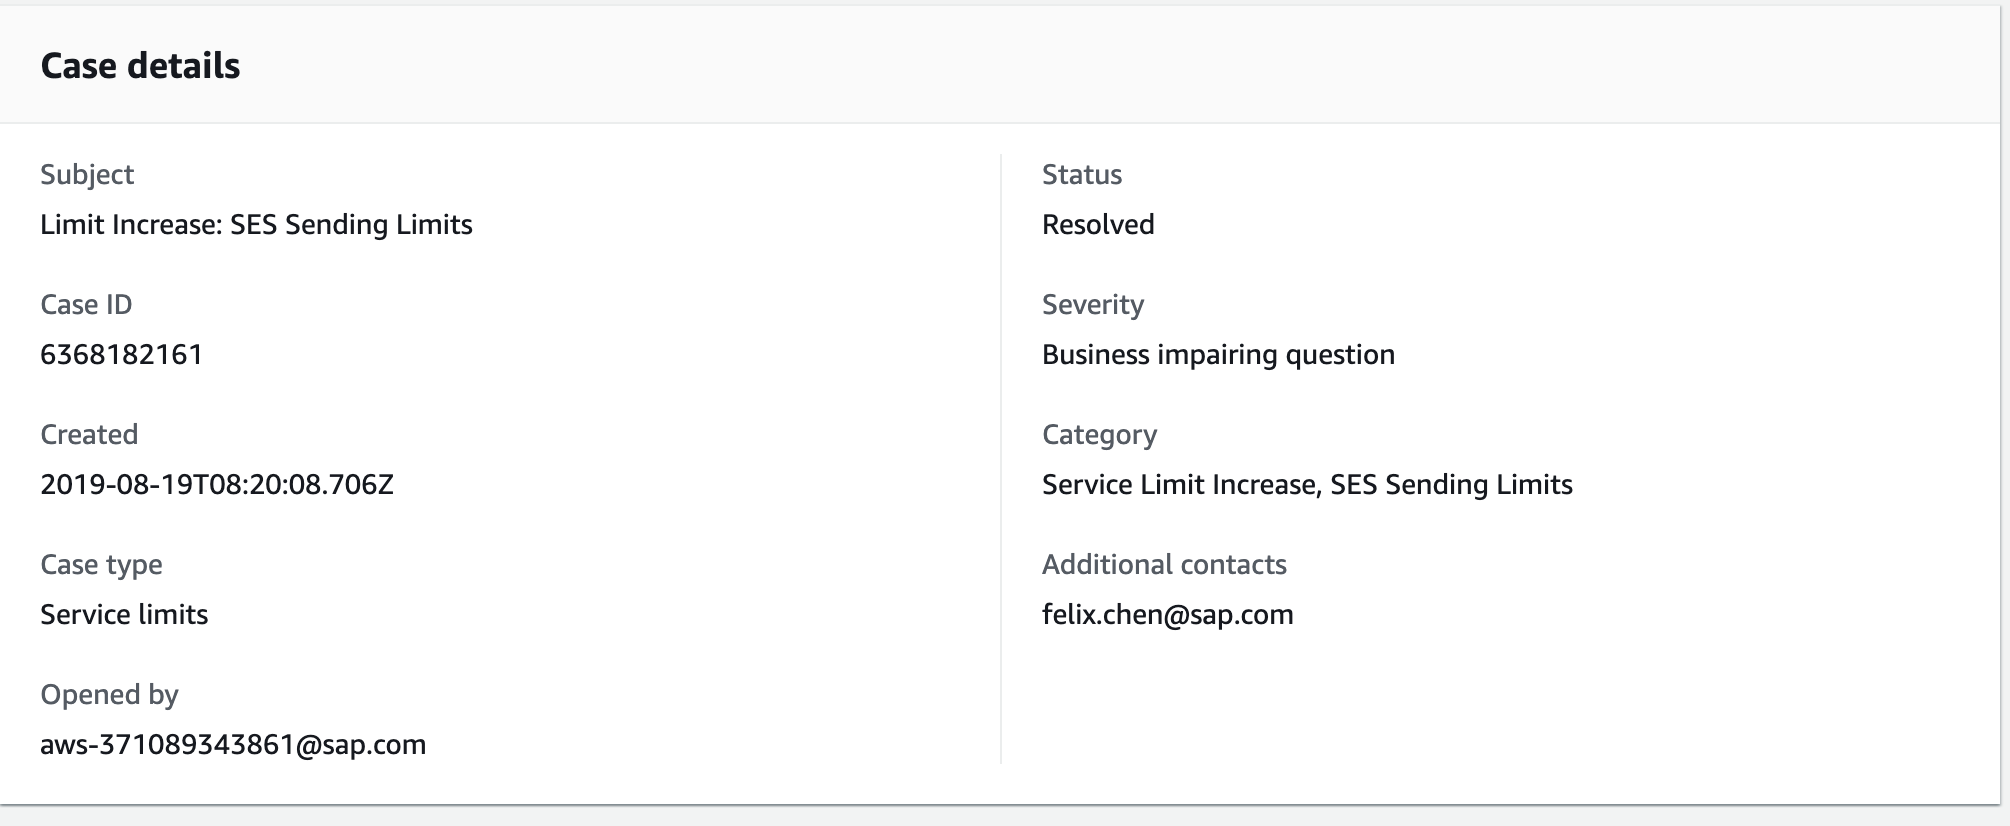 Case details
Subject
Limit Increase: SES Sending Limits
Case ID
6368182161
Created
2019-08-19T08:20:08.706Z
Case type
Service limits
Opened by
aws-371089343861@sap.com
Status
Resolved
Severity
Business impairing question
Category
Service Limit Increase, SES Sending Limits
Additional contacts
felix.chen@sap.com